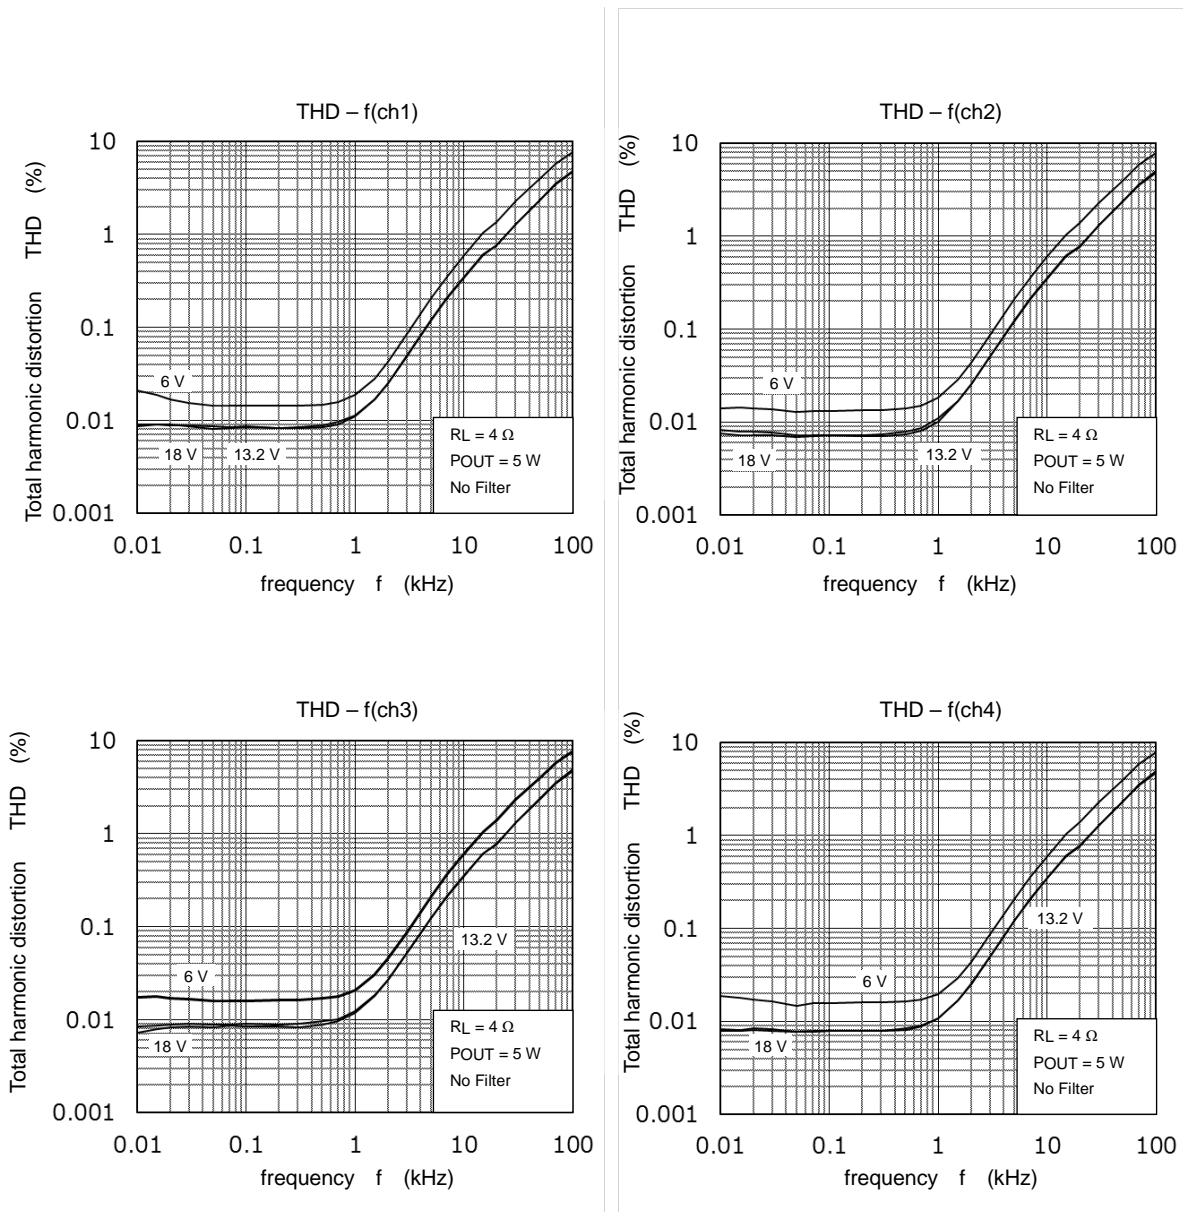 THD – f(ch1)
Total harmonic distortion THD (%)
10
1
0.1
0.01
0.001
6 V
18 V
13.2 V
RL = 4 Ω
POUT = 5 W
No Filter
0.01 0.1 1 10 100
frequency f (kHz)
THD – f(ch2)
Total harmonic distortion THD (%)
10
1
0.1
0.01
0.001
6 V
18 V
13.2 V
RL = 4 Ω
POUT = 5 W
No Filter
0.01 0.1 1 10 100
frequency f (kHz)
THD – f(ch3)
Total harmonic distortion THD (%)
10
1
0.1
0.01
0.001
13.2 V
6 V
18 V
RL = 4 Ω
POUT = 5 W
No Filter
0.01 0.1 1 10 100
frequency f (kHz)
THD – f(ch4)
Total harmonic distortion THD (%)
10
1
0.1
0.01
0.001
13.2 V
6 V
18 V
RL = 4 Ω
POUT = 5 W
No Filter
0.01 0.1 1 10 100
frequency f (kHz)